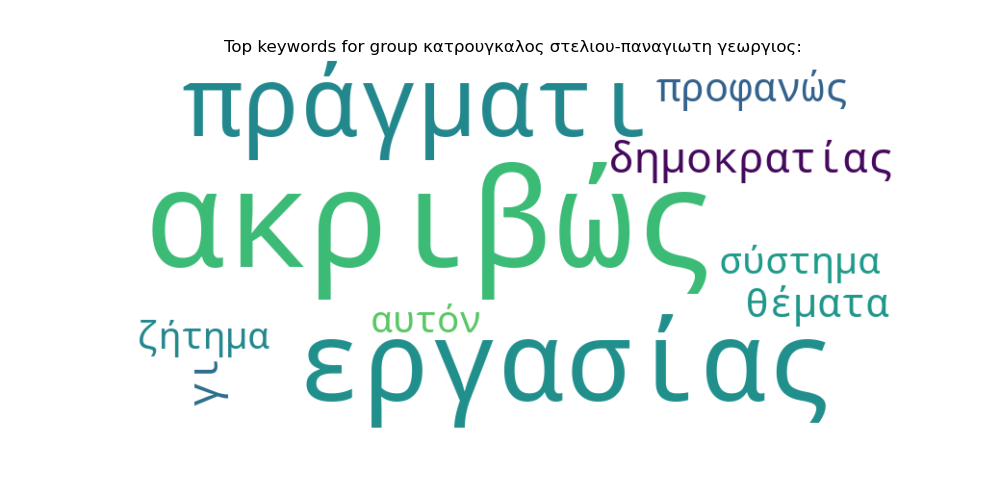 Top keywords for group κατρουγκαλος στελιου-παναγιωτη γεωργιος:
πράγματι
προφανώς
δημοκρατίας
ακριβώς
σύστημα
θέματα
αυτόν
ζήτημα
εργασίας
γι